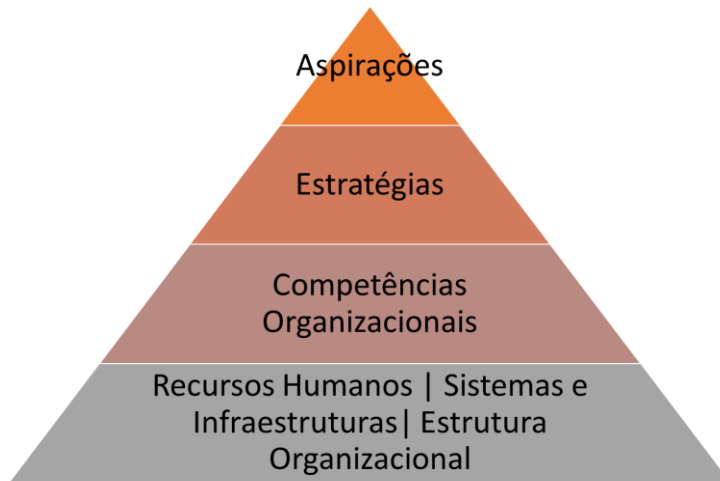 Aspirações
Estratégias
Competências
Organizacionais
Recursos Humanos | Sistemas e
Infraestruturas| Estrutura
Organizacional